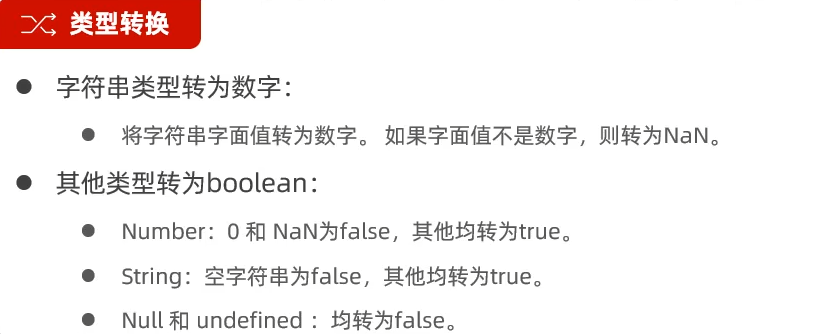 类型转换
字符串类型转为数字：
将字符串字面值转为数字。 如果字面值不是数字，则转为NaN。
其他类型转为boolean：
Number：0 和 NaN为false，其他均转为true。
String：空字符串为false，其他均转为true。
Null 和 undefined ：均转为false。